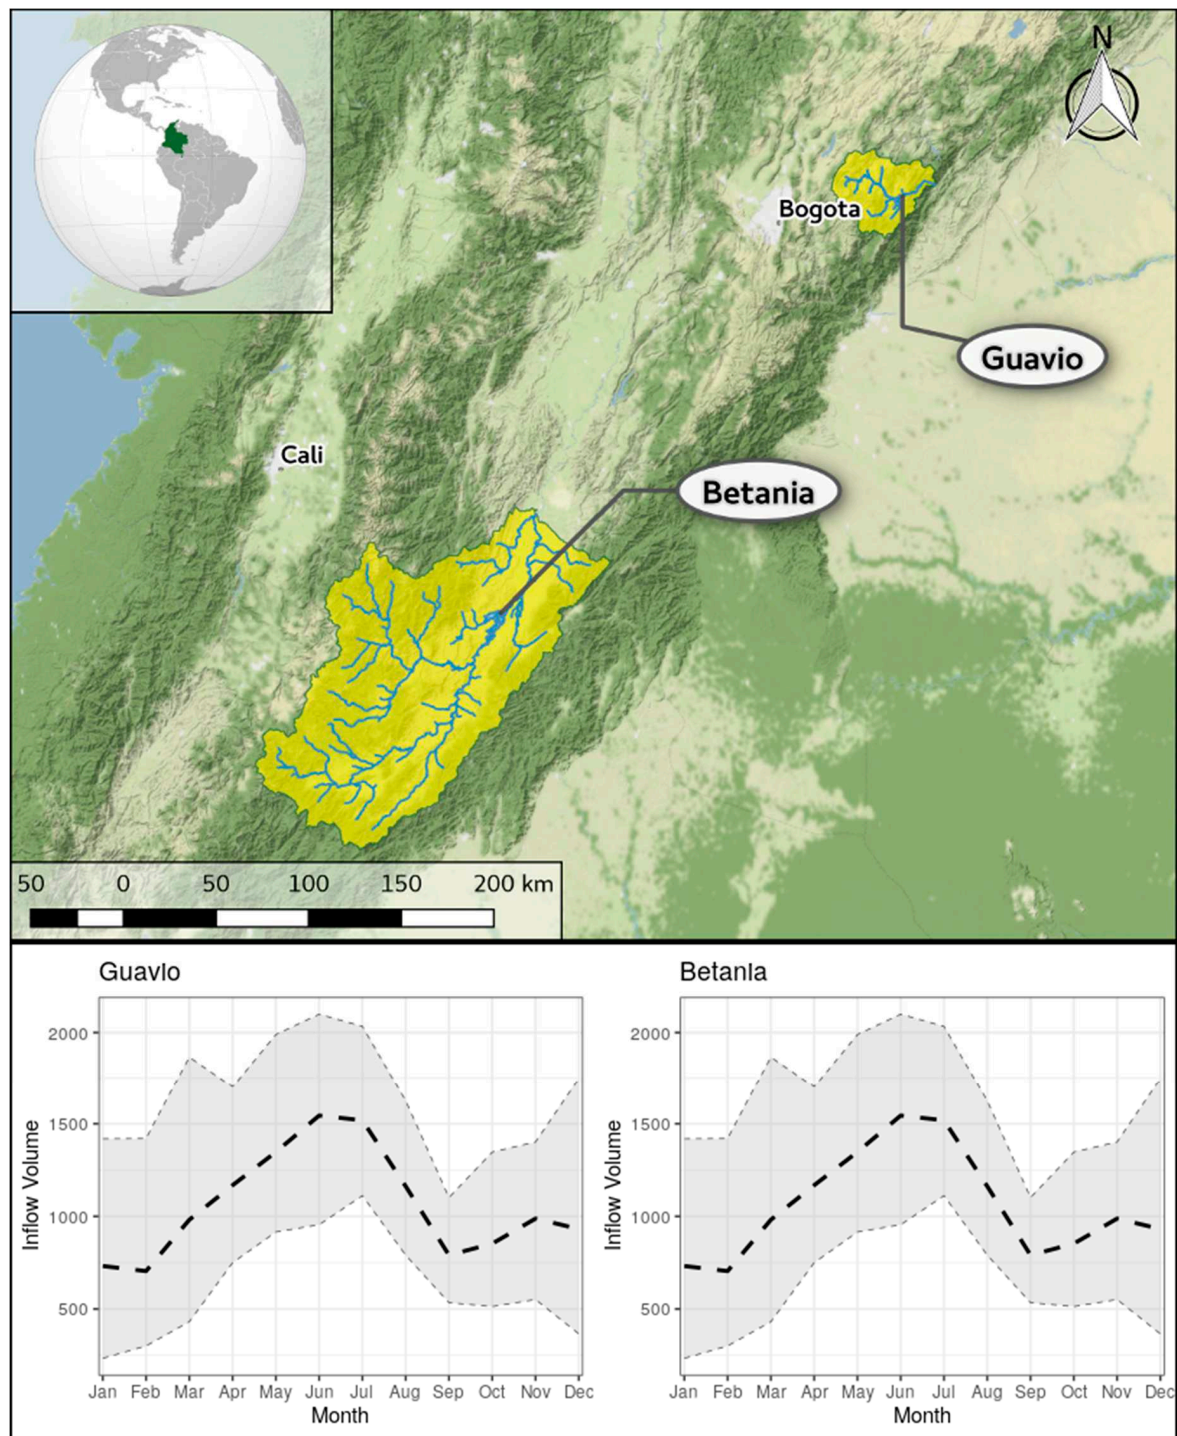 N
Bogota
Guavio
Cali
Betania
50 0 50 100 150 200 km
Guavio
2000
1500
1000
500
Inflow Volume
Jan Feb Mar Apr May Jun Jul Aug Sep Oct Nov Dec
Month
Betania
2000
1500
1000
500
Inflow Volume
Jan Feb Mar Apr May Jun Jul Aug Sep Oct Nov Dec
Month